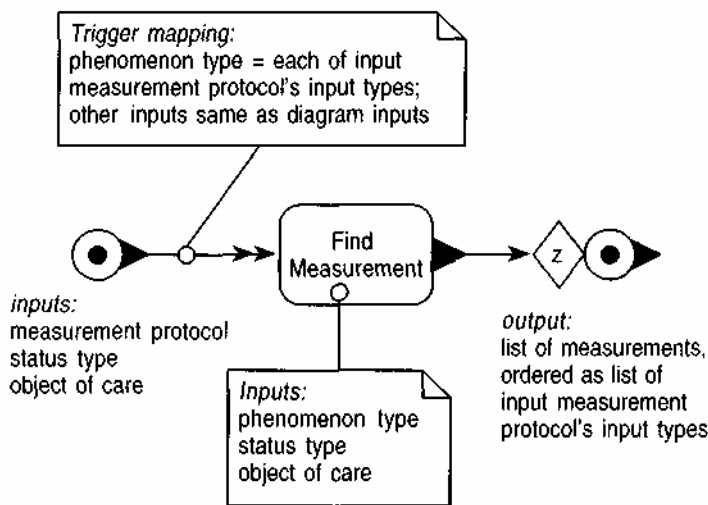 Trigger mapping:
phenomenon type = each of input
measurement protocol's input types;
other inputs same as diagram inputs
Find
Measurement
z
inputs:
measurement protocol
status type
object of care
Inputs:
phenomenon type
status type
object of care
output:
list of measurements,
ordered as list of
input measurement
protocol's input types